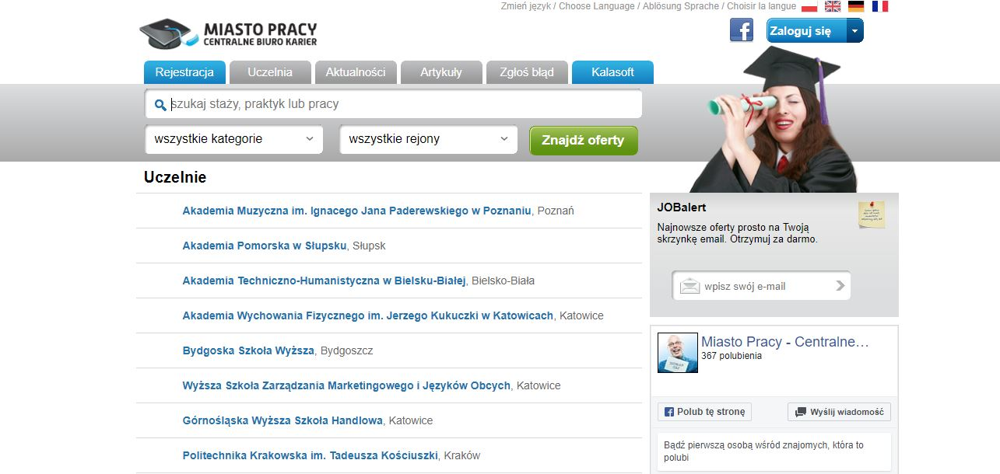 Zmień język / Choose Language / Ablösung Sprache / Choisir la langue
MIASTO PRACY
CENTRALNE BIURO KARIER
Zaloguj się
Rejestracja
Uczelnia
Aktualności
Artykuły
Zgłoś błąd
Kalasoft
szukaj staży, praktyk lub pracy
wszystkie kategorie
wszystkie rejony
Znajdź oferty
Uczelnie
Akademia Muzyczna im. Ignacego Jana Paderewskiego w Poznaniu, Poznań
Akademia Pomorska w Słupsku, Słupsk
Akademia Techniczno-Humanistyczna w Bielsku-Białej, Bielsko-Biała
Akademia Wychowania Fizycznego im. Jerzego Kukuczki w Katowicach, Katowice
Bydgoska Szkoła Wyższa, Bydgoszcz
Wyższa Szkoła Zarządzania Marketingowego i Języków Obcych, Katowice
Górnośląska Wyższa Szkoła Handlowa, Katowice
Politechnika Krakowska im. Tadeusza Kościuszki, Kraków
JOBalert
Najnowsze oferty prosto na Twoją
skrzynkę email. Otrzymuj za darmo.
wpisz swój e-mail
Miasto Pracy - Centralne…
367 polubienia
Polub tę stronę
Wyślij wiadomość
Bądź pierwszą osobą wśród znajomych, która to
polubi